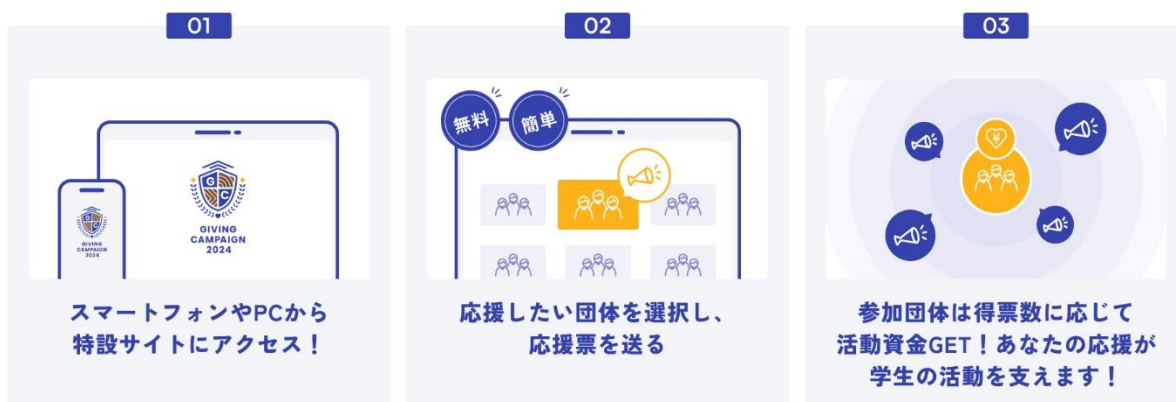 01
GC
GIVING
CAMPAIGN
2024
GC
GIVING
CAMPAIGN
2024
スマートフォンやPCから
特設サイトにアクセス！
02
無料
簡単
応援したい団体を選択し、
応援票を送る
03
¥
参加団体は得票数に応じて
活動資金GET！あなたの応援が
学生の活動を支えます！